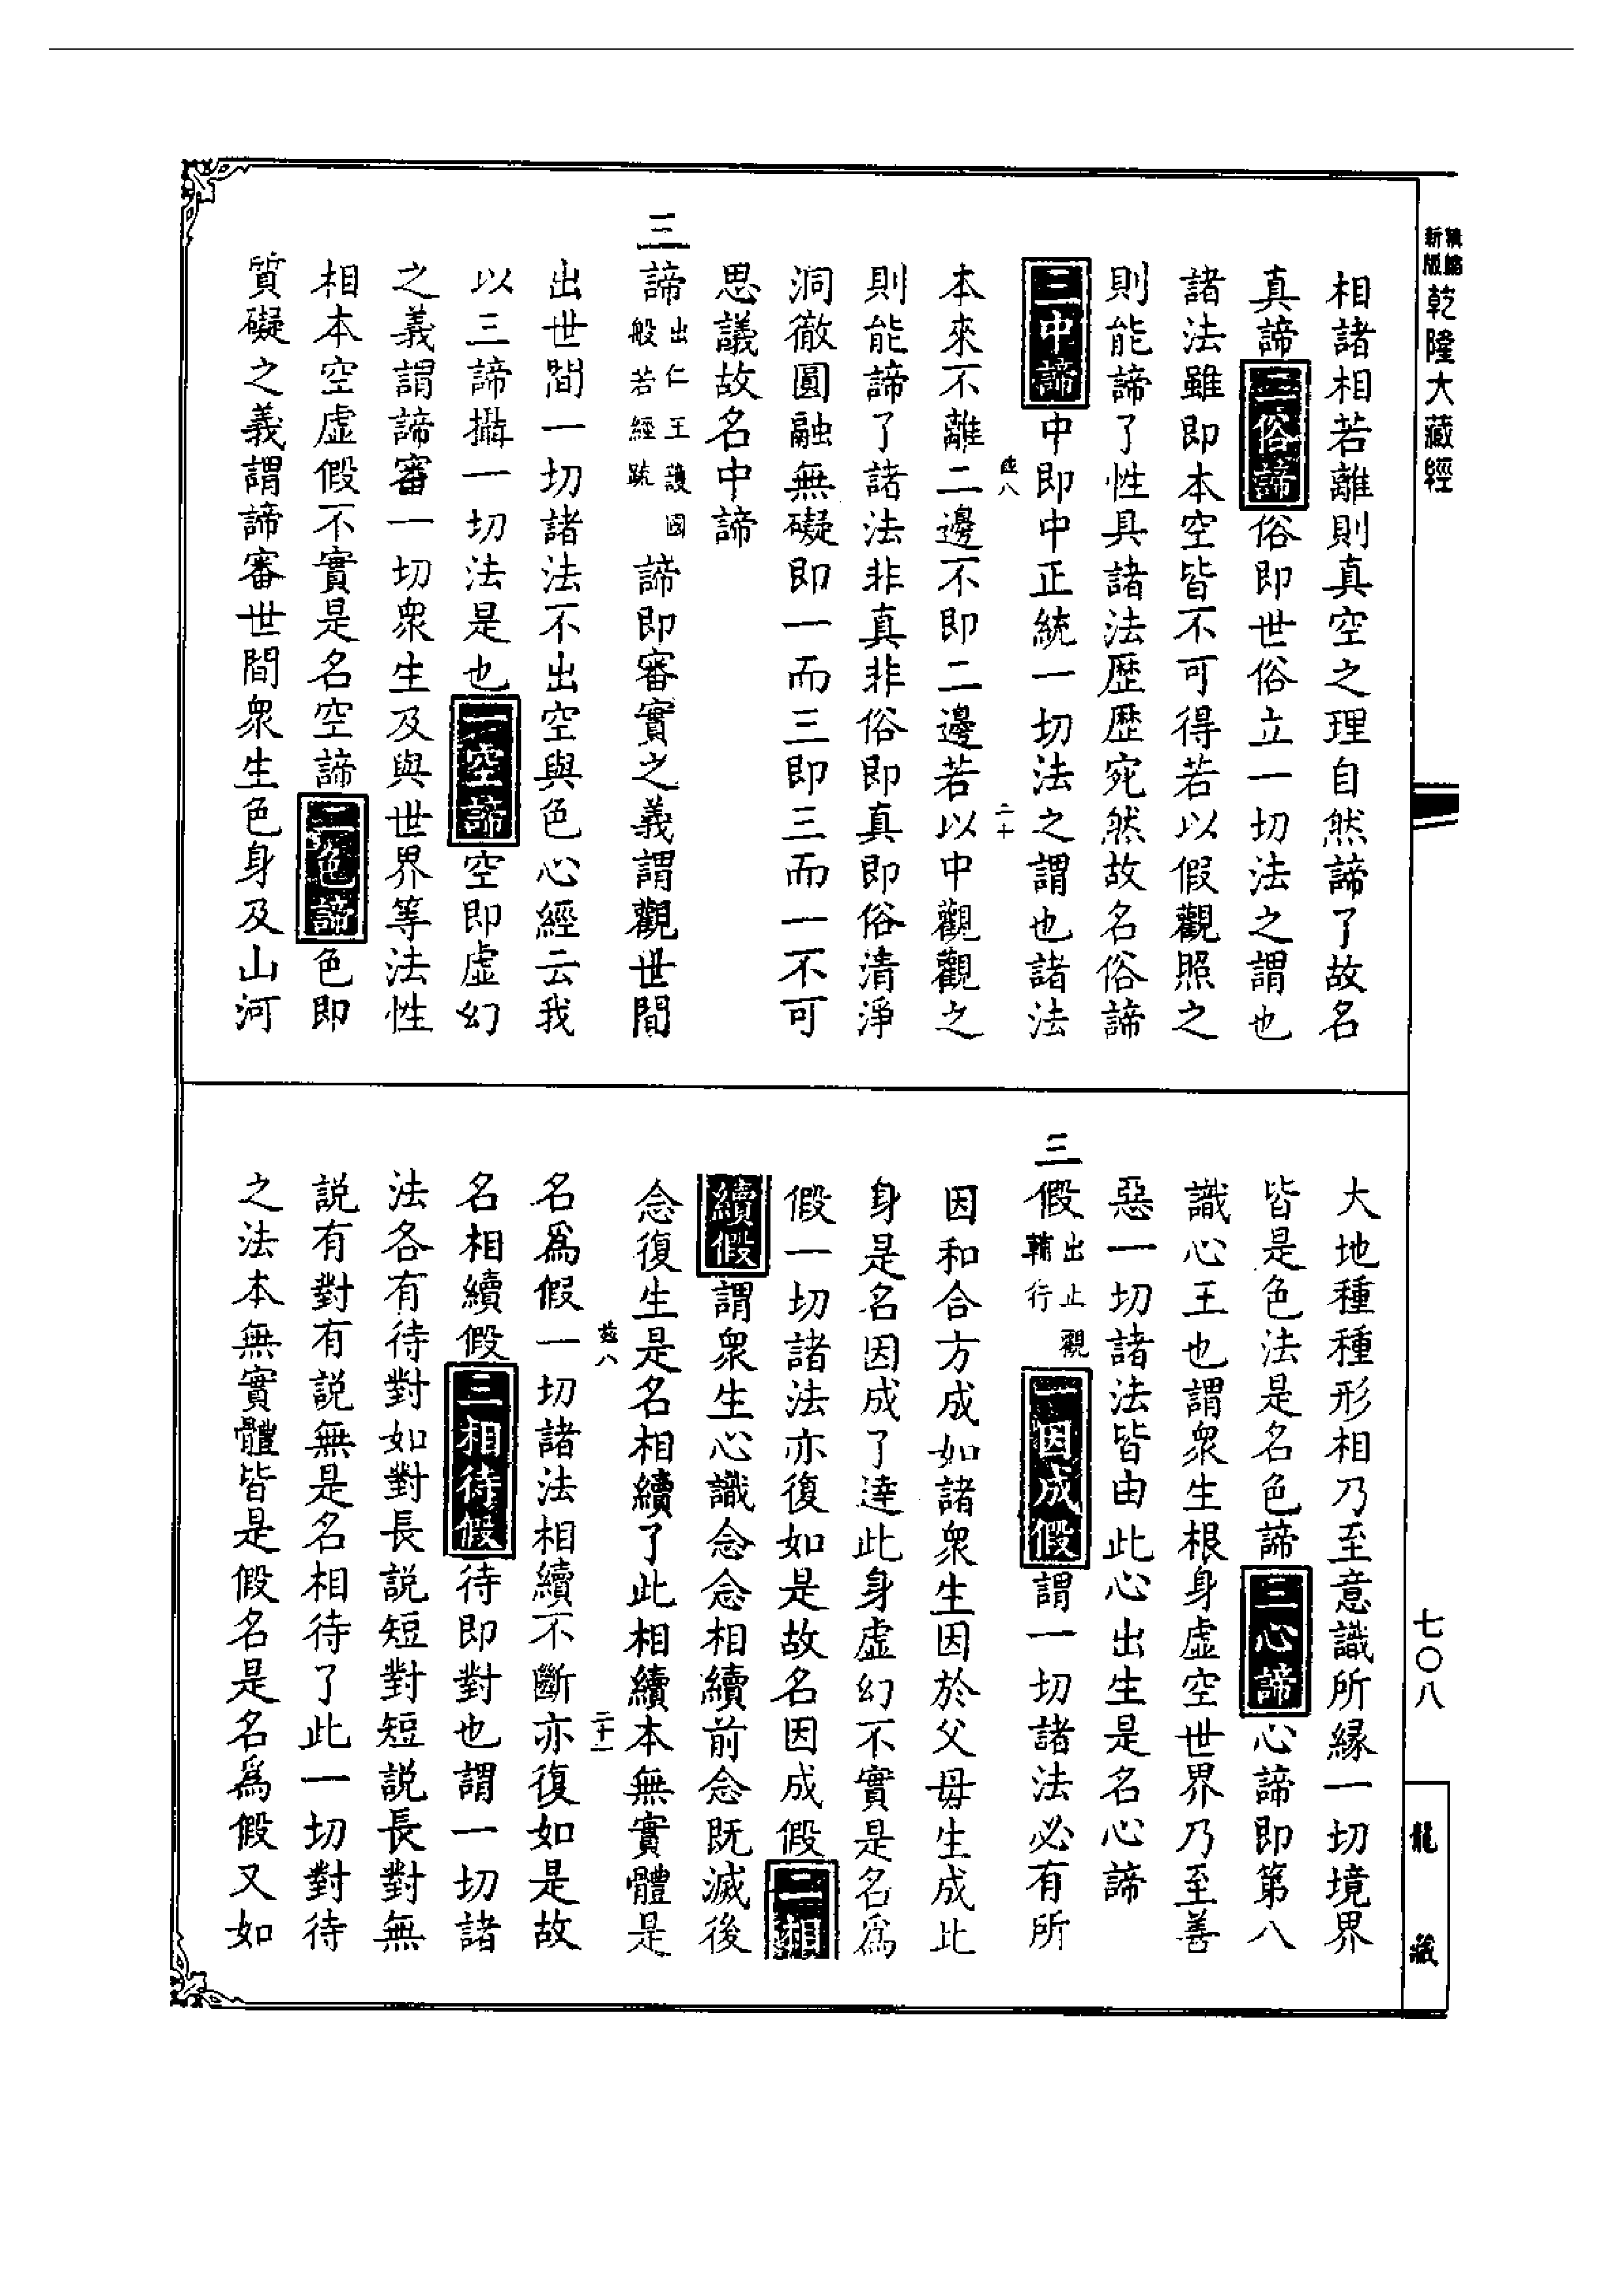 新版
精縮
乾隆大藏經
相諸相若離則真空之理自然諦了故名
真諦二俗諦俗即世俗立一切法之謂也
諸法雖即本空皆不可得若以假觀照之
則能諦了性具諸法歷歷宛然故名俗諦
三中諦中即中正統一切法之謂也諸法
茲八 二十
本來不離二邊不即二邊若以中觀觀之
則能諦了諸法非真非俗即真即俗清淨
洞徹圓融無礙即一而三即三而一不可
思議故名中諦
三諦出仁王護國般若經疏諦即審實之義謂觀世間
出世間一切諸法不出空與色心經云我
以三諦攝一切法是也一空諦空即虛幻
之義謂諦審一切衆生及與世界等法性
相本空虛假不實是名空諦二色諦色即
質礙之義謂諦審世間衆生色身及山河
七〇八
龍藏
大地種種形相乃至意識所緣一切境界
皆是色法是名色諦三心諦心諦即第八
識心王也謂衆生根身虛空世界乃至善
惡一切諸法皆由此心出生是名心諦
三假出止觀輔行一因成假謂一切諸法必有所
因和合方成如諸衆生因於父母生成此
身是名因成了達此身虛幻不實是名爲
假一切諸法亦復如是故名因成假二相
續假謂衆生心識念念相續前念既滅後
念復生是名相續了此相續本無實體是
茲八 二十一
名爲假一切諸法相續不斷亦復如是故
名相續假三相待假待即對也謂一切諸
法各有待對如對長説短對短説長對無
説有對有説無是名相待了此一切對待
之法本無實體皆是假名是名爲假又如